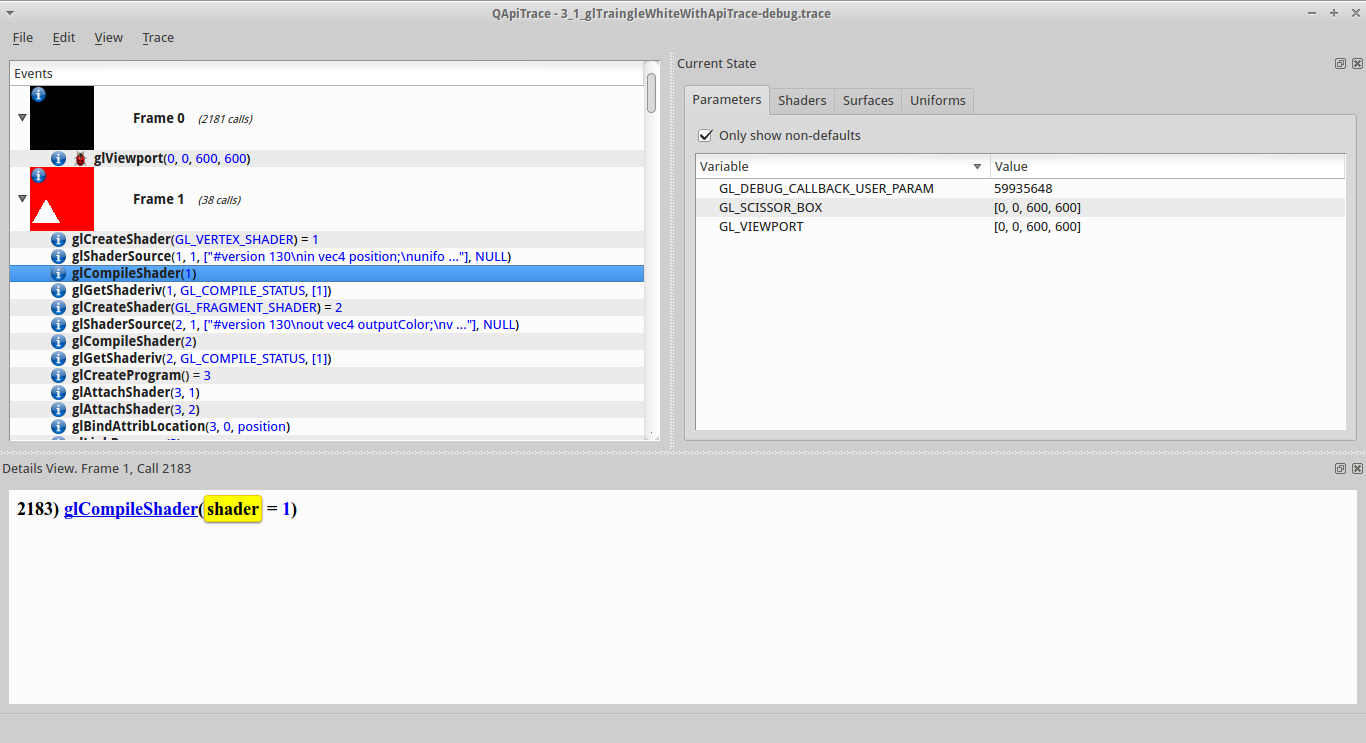 QApiTrace - 3_1_glTraingleWhiteWithApiTrace-debug.trace
File Edit View Trace
Events
Frame 0 (2181 calls)
glViewport(0, 0, 600, 600)
Frame 1 (38 calls)
glCreateShader(GL_VERTEX_SHADER) = 1
glShaderSource(1, 1, ["#version 130\nin vec4 position;\nunifo ..."], NULL)
glCompileShader(1)
glGetShaderiv(1, GL_COMPILE_STATUS, [1])
glCreateShader(GL_FRAGMENT_SHADER) = 2
glShaderSource(2, 1, ["#version 130\nout vec4 outputColor;\nv ..."], NULL)
glCompileShader(2)
glGetShaderiv(2, GL_COMPILE_STATUS, [1])
glCreateProgram() = 3
glAttachShader(3, 1)
glAttachShader(3, 2)
glBindAttribLocation(3, 0, position)
Current State
Parameters Shaders Surfaces Uniforms
Only show non-defaults
Variable Value
GL_DEBUG_CALLBACK_USER_PARAM 59935648
GL_SCISSOR_BOX [0, 0, 600, 600]
GL_VIEWPORT [0, 0, 600, 600]
Details View. Frame 1, Call 2183
2183) glCompileShader(shader = 1)